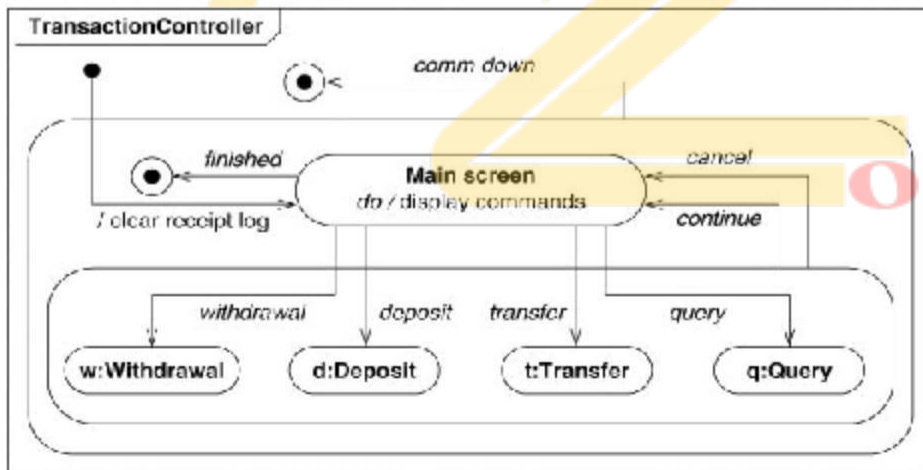 TransactionController
comm down
finished
Main screen
cancel
do / display commands
/ clear receipt log
continue
withdrawal
deposit
transfer
query
w:Withdrawal
d:Deposit
t:Transfer
q:Query